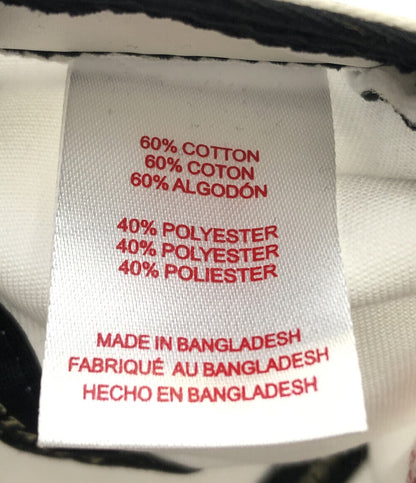 60% COTTON
60% COTON
60% ALGODÓN
40% POLYESTER
40% POLYESTER
40% POLIESTER
MADE IN BANGLADESH
FABRIQUÉ AU BANGLADESH
HECHO EN BANGLADESH